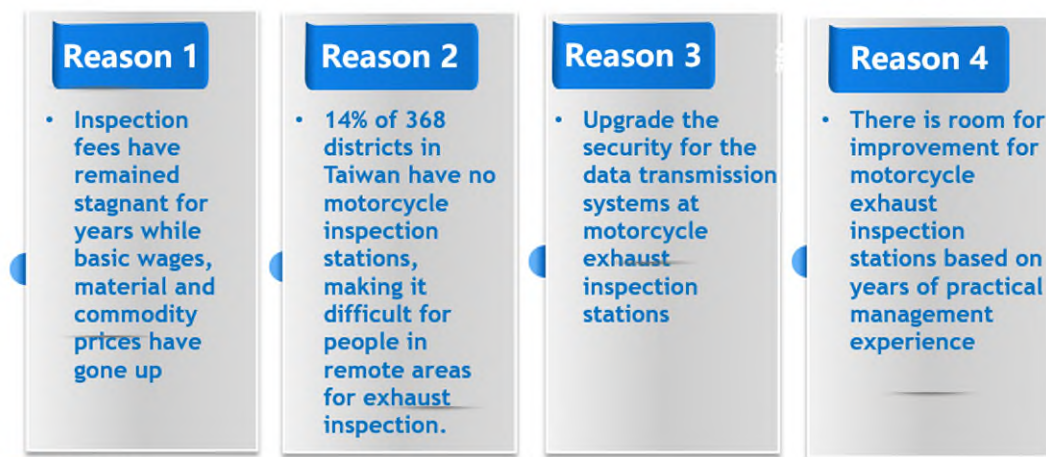 Reason 1
• Inspection
fees have
remained
stagnant for
years while
basic wages,
material and
commodity
prices have
gone up
Reason 2
• 14% of 368
districts in
Taiwan have no
motorcycle
inspection
stations,
making it
difficult for
people in
remote areas
for exhaust
inspection.
Reason 3
• Upgrade the
security for the
data transmission
systems at
motorcycle
exhaust
inspection
stations
Reason 4
• There is room for
improvement for
motorcycle
exhaust
inspection
stations based on
years of practical
management
experience